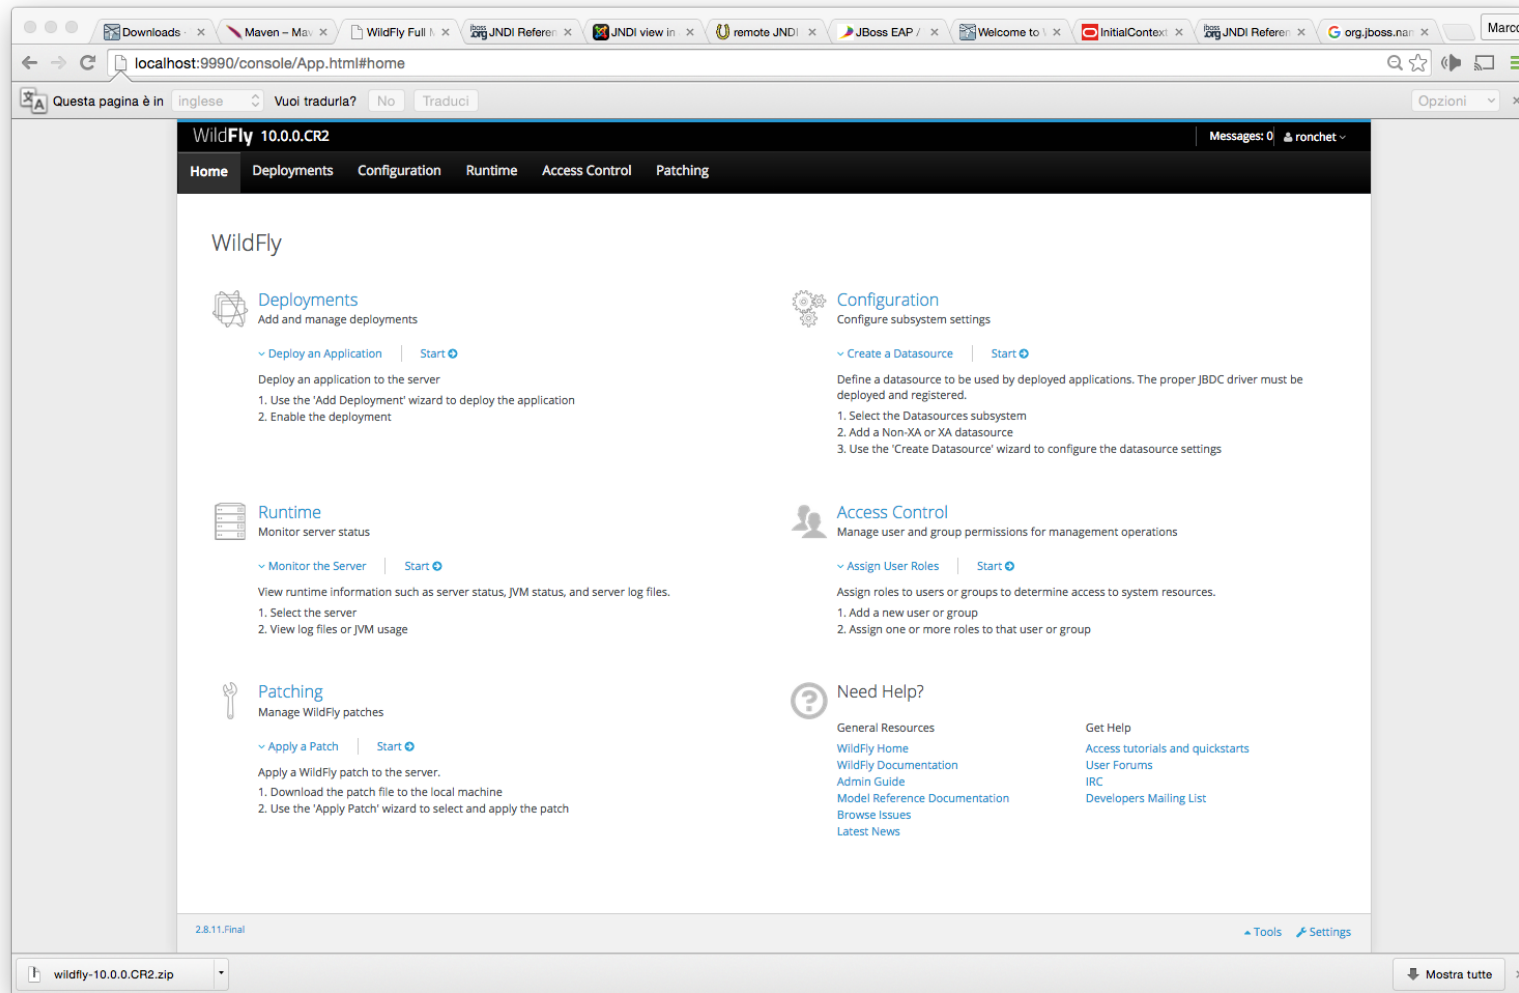 Downloads -
Maven – Mav
WildFly Full M
JNDI Referen
JNDI view in
remote JNDI
JBoss EAP /
Welcome to
InitialContext
JNDI Referen
org.jboss.nam
Marco
localhost:9990/console/App.html#home
Questa pagina è in inglese Vuoi tradurla? No Traduci Opzioni
WildFly 10.0.0.CR2 Messages: 0 ronchet
Home Deployments Configuration Runtime Access Control Patching
WildFly
Deployments
Add and manage deployments
Deploy an Application Start
Deploy an application to the server
1. Use the 'Add Deployment' wizard to deploy the application
2. Enable the deployment
Configuration
Configure subsystem settings
Create a Datasource Start
Define a datasource to be used by deployed applications. The proper JBDC driver must be
deployed and registered.
1. Select the Datasources subsystem
2. Add a Non-XA or XA datasource
3. Use the 'Create Datasource' wizard to configure the datasource settings
Runtime
Monitor server status
Monitor the Server Start
View runtime information such as server status, JVM status, and server log files.
1. Select the server
2. View log files or JVM usage
Access Control
Manage user and group permissions for management operations
Assign User Roles Start
Assign roles to users or groups to determine access to system resources.
1. Add a new user or group
2. Assign one or more roles to that user or group
Patching
Manage WildFly patches
Apply a Patch Start
Apply a WildFly patch to the server.
1. Download the patch file to the local machine
2. Use the 'Apply Patch' wizard to select and apply the patch
Need Help?
General Resources
WildFly Home
WildFly Documentation
Admin Guide
Model Reference Documentation
Browse Issues
Latest News
Get Help
Access tutorials and quickstarts
User Forums
IRC
Developers Mailing List
2.8.11.Final Tools Settings
wildfly-10.0.0.CR2.zip Mostra tutte